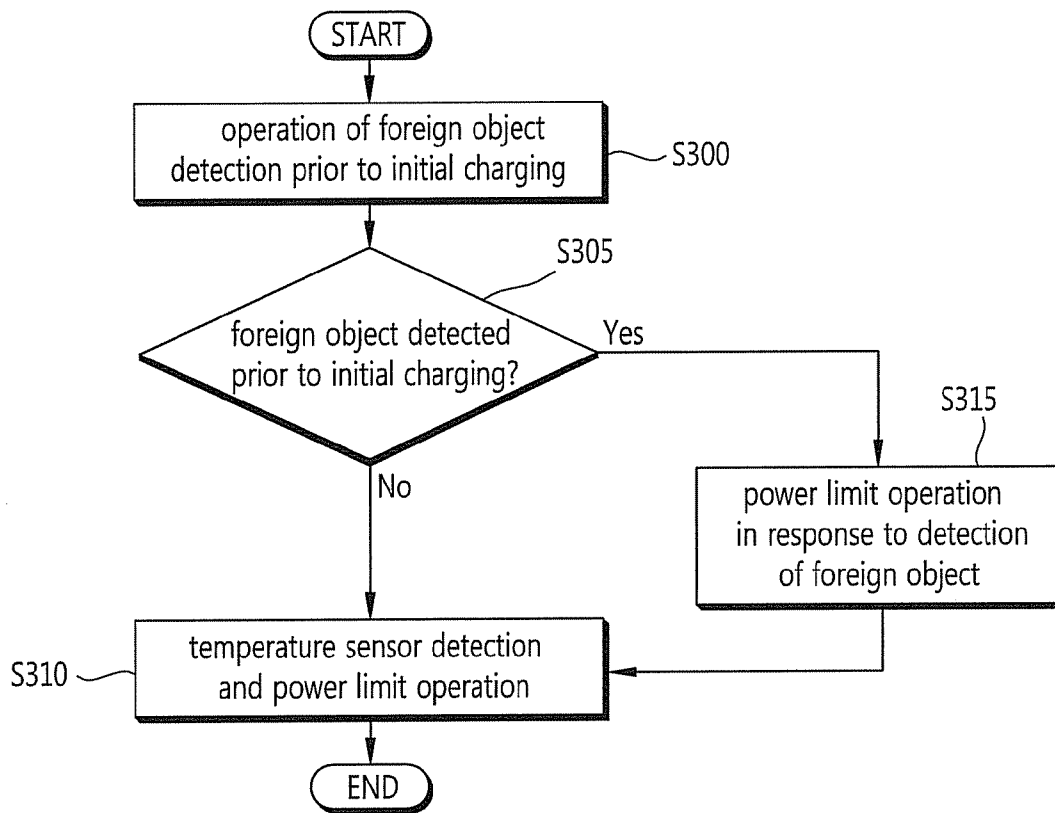 START
operation of foreign object
detection prior to initial charging
S300
S305
foreign object detected
prior to initial charging?
Yes
No
S315
power limit operation
in response to detection
of foreign object
S310
temperature sensor detection
and power limit operation
END